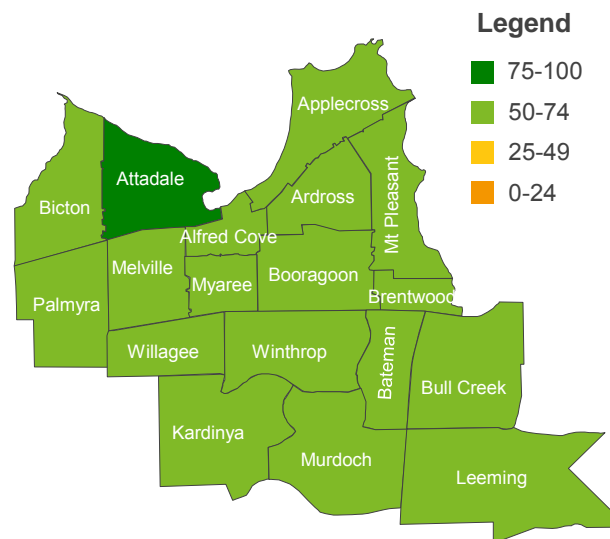 Legend
75-100
50-74
25-49
0-24
Applecross
Attadale
Ardross
Bicton
Mt Pleasant
Alfred Cove
Melville
Booragoon
Myaree
Brentwood
Palmyra
Willagee
Winthrop
Bateman
Bull Creek
Kardinya
Murdoch
Leeming